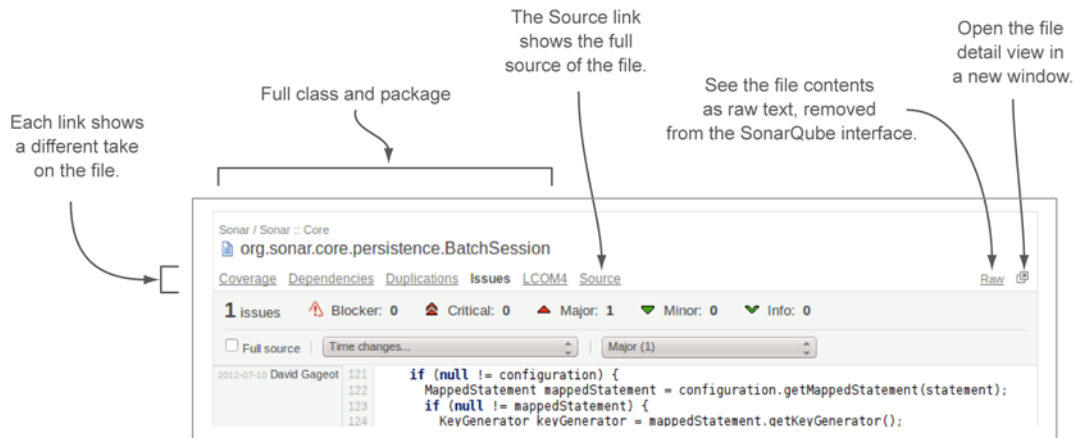 The Source link
shows the full
source of the file.
Open the file
detail view in
a new window.
Full class and package
See the file contents
as raw text, removed
from the SonarQube interface.
Each link shows
a different take
on the file.
Sonar / Sonar :: Core
org.sonar.core.persistence.BatchSession
Coverage Dependencies Duplications Issues LCOM4 Source Raw
1 issues Blocker: 0 Critical: 0 Major: 1 Minor: 0 Info: 0
Full source Time changes... Major (1)
2012-07-10 David Gageot 121 if (null != configuration) {
122 MappedStatement mappedStatement = configuration.getMappedStatement(statement);
123 if (null != mappedStatement) {
124 KeyGenerator keyGenerator = mappedStatement.getKeyGenerator();